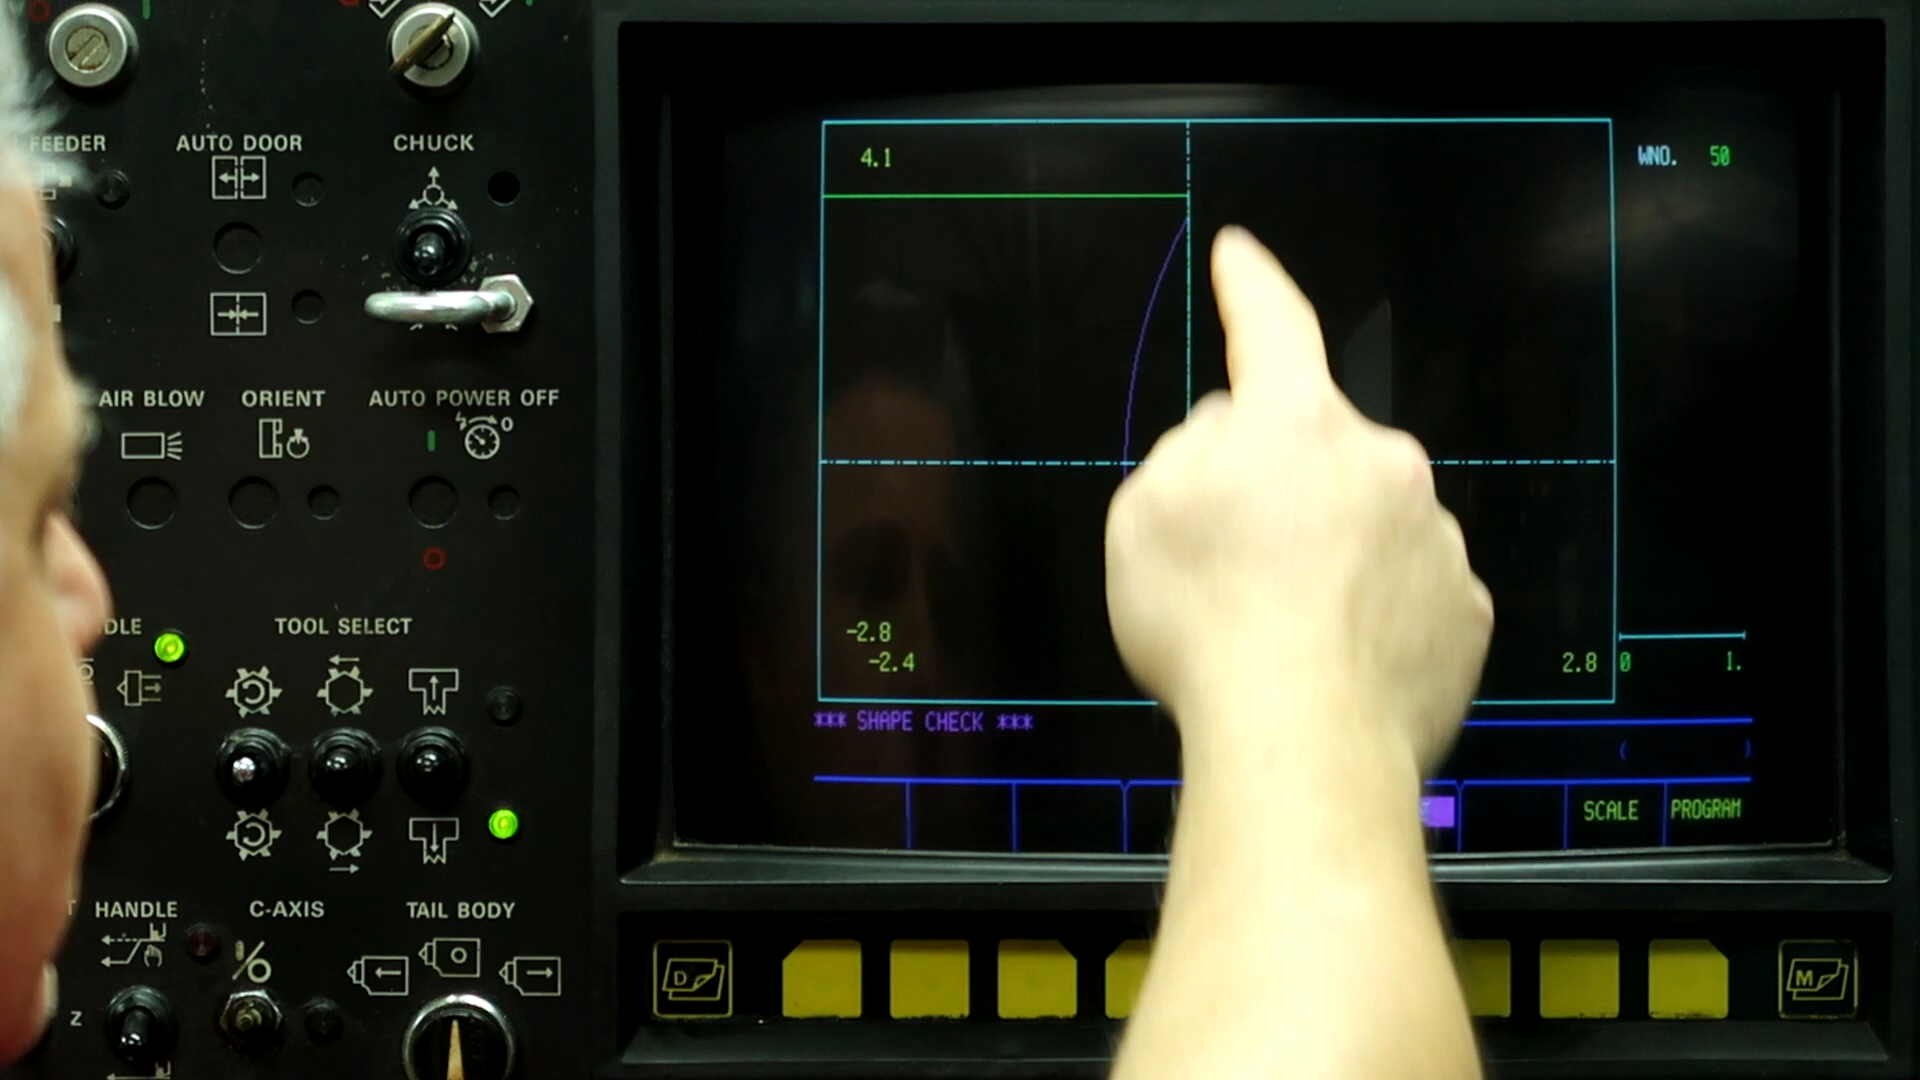 FEEDER
AUTO DOOR
CHUCK
AIR BLOW
ORIENT
AUTO POWER OFF
TOOL SELECT
HANDLE
C-AXIS
TAIL BODY
Z
4.1
WNO. 50
-2.8
-2.4
2.8
0 1.
*** SHAPE CHECK ***
( )
SCALE
PROGRAM
D
M